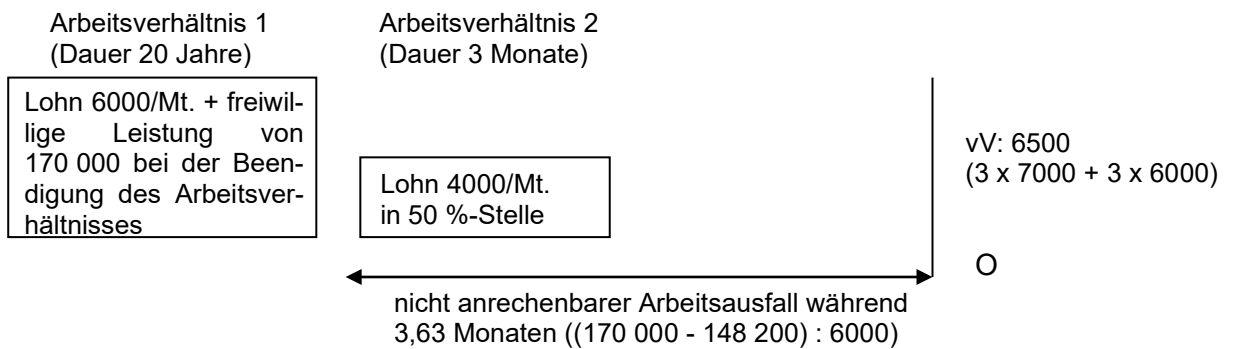 Arbeitsverhältnis 1
(Dauer 20 Jahre)
Arbeitsverhältnis 2
(Dauer 3 Monate)
Lohn 6000/Mt. + freiwil-
lige Leistung von
170 000 bei der Been-
digung des Arbeitsver-
hältnisses
Lohn 4000/Mt.
in 50 %-Stelle
vV: 6500
(3 x 7000 + 3 x 6000)
O
nicht anrechenbarer Arbeitsausfall während
3,63 Monaten ((170 000 - 148 200) : 6000)